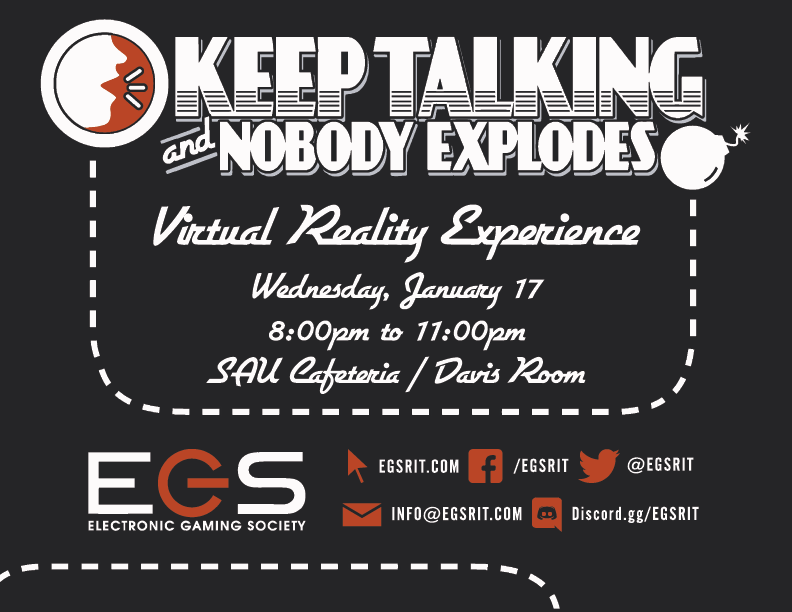 KEEP TALKING
and NOBODY EXPLODES
Virtual Reality Experience
Wednesday, January 17
8:00pm to 11:00pm
SAU Cafeteria / Davis Room
EGS
ELECTRONIC GAMING SOCIETY
EGSRIT.COM /EGSRIT @EGSRIT
INFO@EGSRIT.COM Discord.gg/EGSRIT